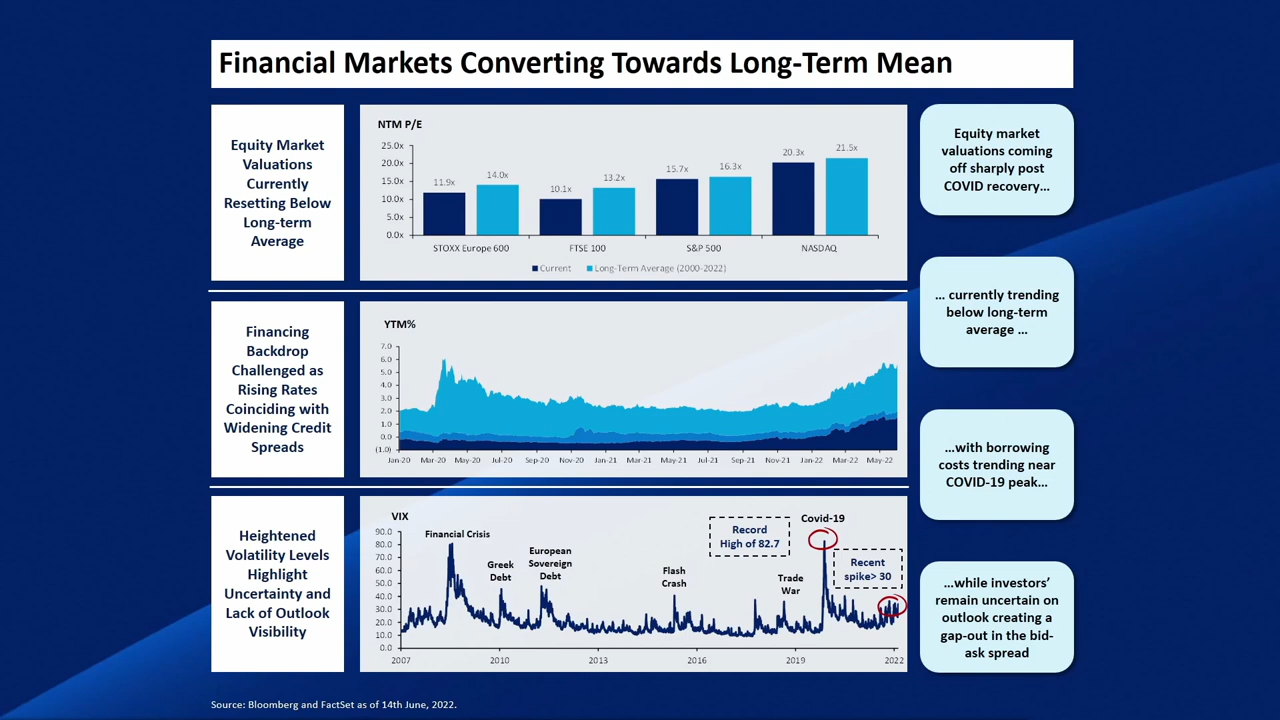 Financial Markets Converting Towards Long-Term Mean
Equity Market
Valuations
Currently
Resetting Below
Long-term
Average
NTM P/E
25.0x
20.0x
15.0x
10.0x
5.0x
0.0x
11.9x
14.0x
10.1x
13.2x
15.7x
16.3x
20.3x
21.5x
STOXX Europe 600
FTSE 100
S&P 500
NASDAQ
Current
Long-Term Average (2000-2022)
Equity market
valuations coming
off sharply post
COVID recovery...
Financing
Backdrop
Challenged as
Rising Rates
Coinciding with
Widening Credit
Spreads
YTM%
7.0
6.0
5.0
4.0
3.0
2.0
1.0
0.0
(1.0)
Jan-20 Mar-20 May-20 Jul-20 Sep-20 Nov-20 Jan-21 Mar-21 May-21 Jul-21 Sep-21 Nov-21 Jan-22 Mar-22 May-22
... currently trending
below long-term
average ...
...with borrowing
costs trending near
COVID-19 peak...
Heightened
Volatility Levels
Highlight
Uncertainty and
Lack of Outlook
Visibility
VIX
90.0
80.0
70.0
60.0
50.0
40.0
30.0
20.0
10.0
0.0
Financial Crisis
Greek
Debt
European
Sovereign
Debt
Flash
Crash
Record
High of 82.7
Trade
War
Covid-19
Recent
spike> 30
2007 2010 2013 2016 2019 2022
...while investors’
remain uncertain on
outlook creating a
gap-out in the bid-
ask spread
Source: Bloomberg and FactSet as of 14th June, 2022.